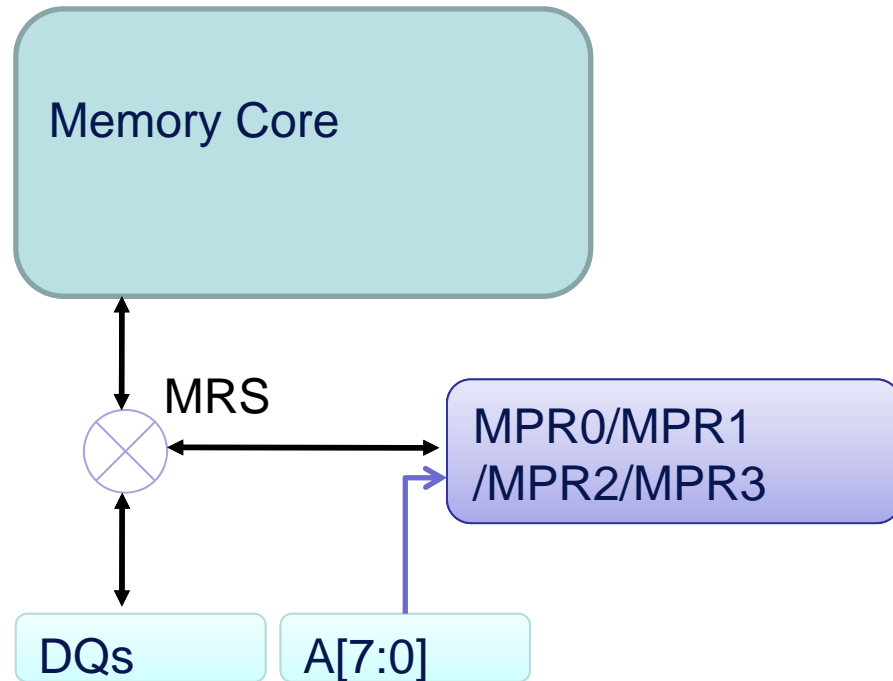 Memory Core
MRS
MPR0/MPR1
/MPR2/MPR3
DQs
A[7:0]